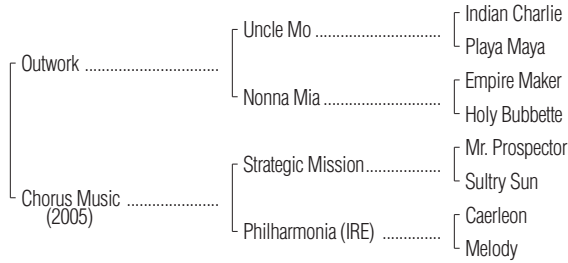 Indian Charlie
Uncle Mo
Playa Maya
Outwork
Empire Maker
Nonna Mia
Holy Bubbette
Mr. Prospector
Strategic Mission
Sultry Sun
Chorus Music
(2005)
Caerleon
Philharmonia (IRE)
Melody